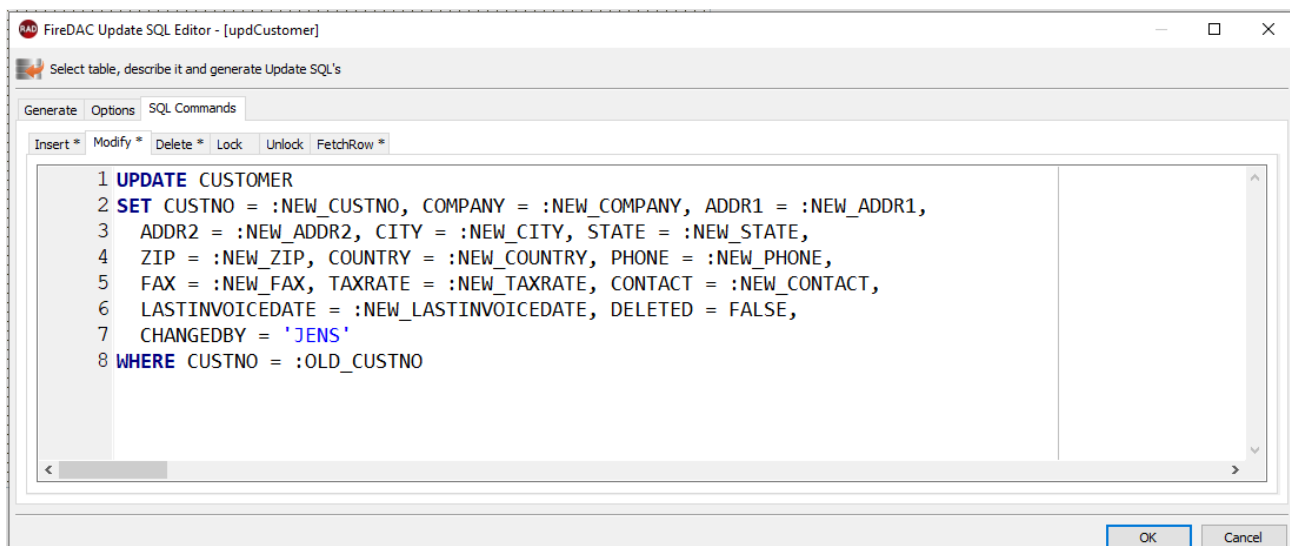 RAD FireDAC Update SQL Editor - [updCustomer]
Select table, describe it and generate Update SQL's
Generate Options SQL Commands
Insert * Modify * Delete * Lock Unlock FetchRow *
1 UPDATE CUSTOMER
2 SET CUSTNO = :NEW_CUSTNO, COMPANY = :NEW_COMPANY, ADDR1 = :NEW_ADDR1,
3 ADDR2 = :NEW_ADDR2, CITY = :NEW_CITY, STATE = :NEW_STATE,
4 ZIP = :NEW_ZIP, COUNTRY = :NEW_COUNTRY, PHONE = :NEW_PHONE,
5 FAX = :NEW_FAX, TAXRATE = :NEW_TAXRATE, CONTACT = :NEW_CONTACT,
6 LASTINVOICEDATE = :NEW_LASTINVOICEDATE, DELETED = FALSE,
7 CHANGEDBY = 'JENS'
8 WHERE CUSTNO = :OLD_CUSTNO
OK Cancel